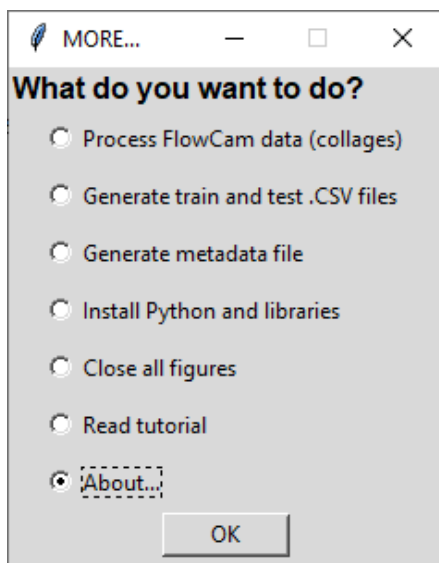 MORE...
What do you want to do?
Process FlowCam data (collages)
Generate train and test .CSV files
Generate metadata file
Install Python and libraries
Close all figures
Read tutorial
About...
OK